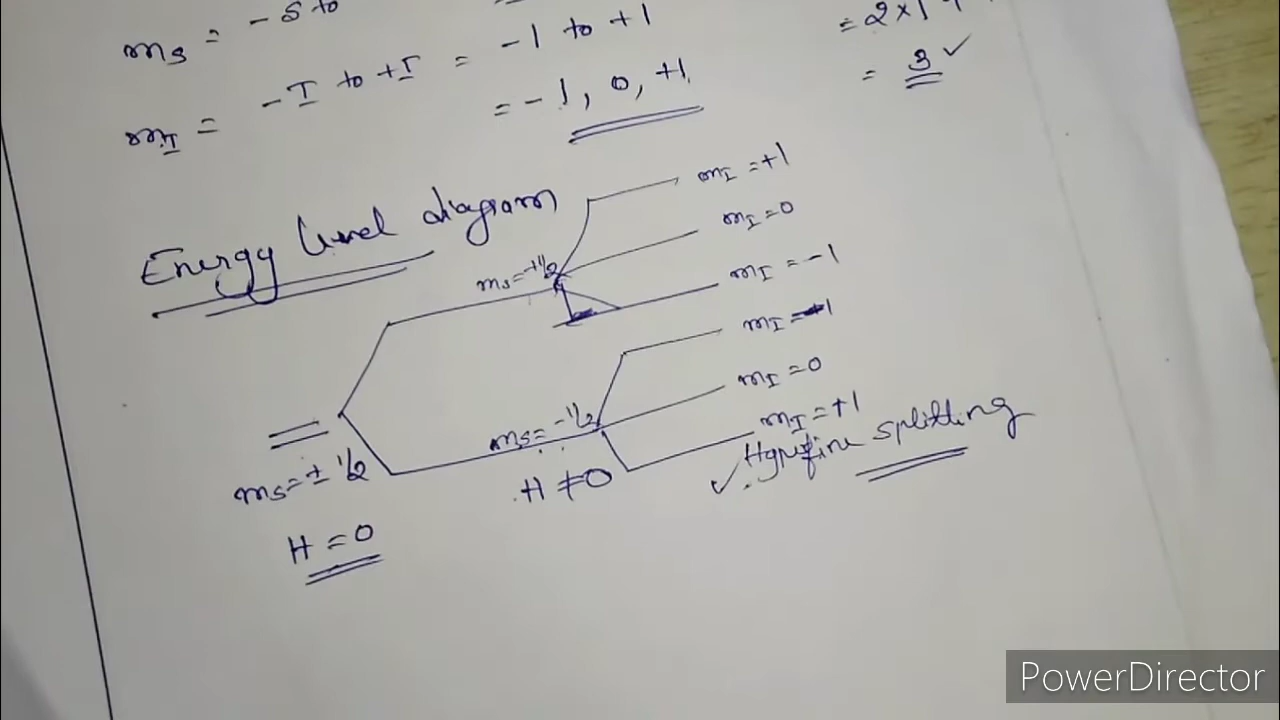 ms = -S to
= 2×1
mI = -I to +I = -1 to +1
= 3 ✓
= -1, 0, +1
Energy level diagram
mI = +1
mI = 0
ms = +1/2
mI = -1
mI = -1
mI = 0
ms = -1/2
mI = +1
ms = ± 1/2
H ≠ 0
✓ Hyperfine splitting
H = 0
PowerDirector